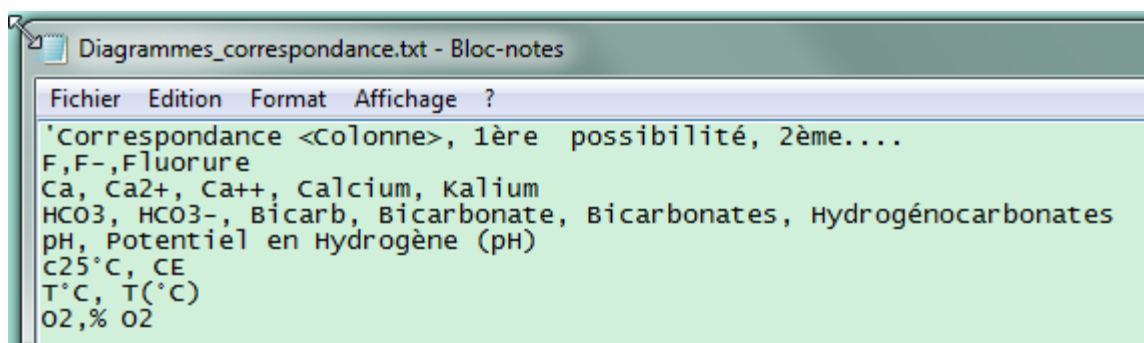 Diagrammes_correspondance.txt - Bloc-notes
Fichier Edition Format Affichage ?
'Correspondance <Colonne>, 1ère  possibilité, 2ème....
F,F-,Fluorure
Ca, Ca2+, Ca++, Calcium, Kalium
HCO3, HCO3-, Bicarb, Bicarbonate, Bicarbonates, Hydrogénocarbonates
pH, Potentiel en Hydrogène (pH)
c25°C, CE
T°C, T(°C)
O2,% O2